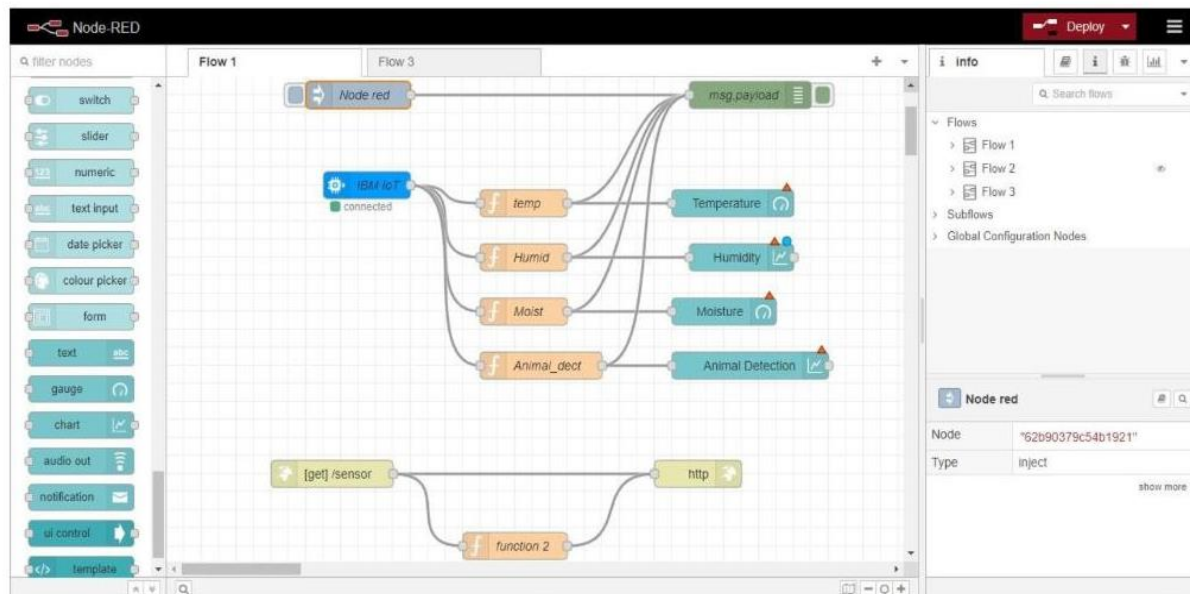 Node-RED
Deploy
filter nodes
Flow 1
Flow 3
i info
i
Search flows
switch
slider
123 numeric
abc text input
date picker
colour picker
form
text abc
gauge
chart
audio out
notification
ui control
</> template
Node red
msg.payload
IBM IoT
connected
f temp
Temperature
f Humid
Humidity
f Moist
Moisture
f Animal_dect
Animal Detection
[get] /sensor
http
f function 2
Flows
Flow 1
Flow 2
Flow 3
Subflows
Global Configuration Nodes
Node red
Node "62b90379c54b1921"
Type inject
show more